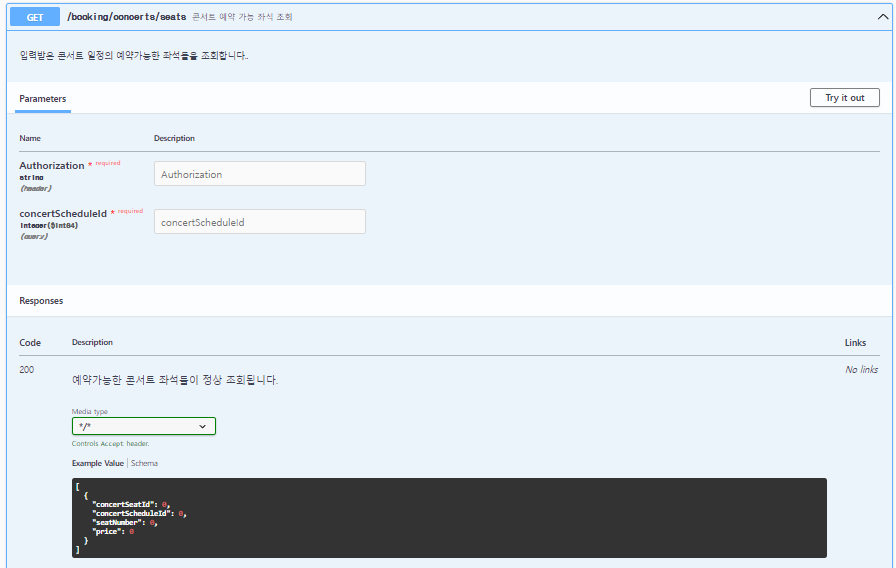 GET /booking/concerts/seats 콘서트 예약 가능 좌석 조회
입력받은 콘서트 일정의 예약가능한 좌석들을 조회합니다.
Parameters
Try it out
Name Description
Authorization * required
string
(header)
Authorization
concertScheduleId * required
integer($int64)
(query)
concertScheduleId
Responses
Code Description Links
200 예약가능한 콘서트 좌석들이 정상 조회됩니다. No links
Media type
*/*
Controls Accept header.
Example Value | Schema
[
{
"concertSeatId": 0,
"concertScheduleId": 0,
"seatNumber": 0,
"price": 0
}
]